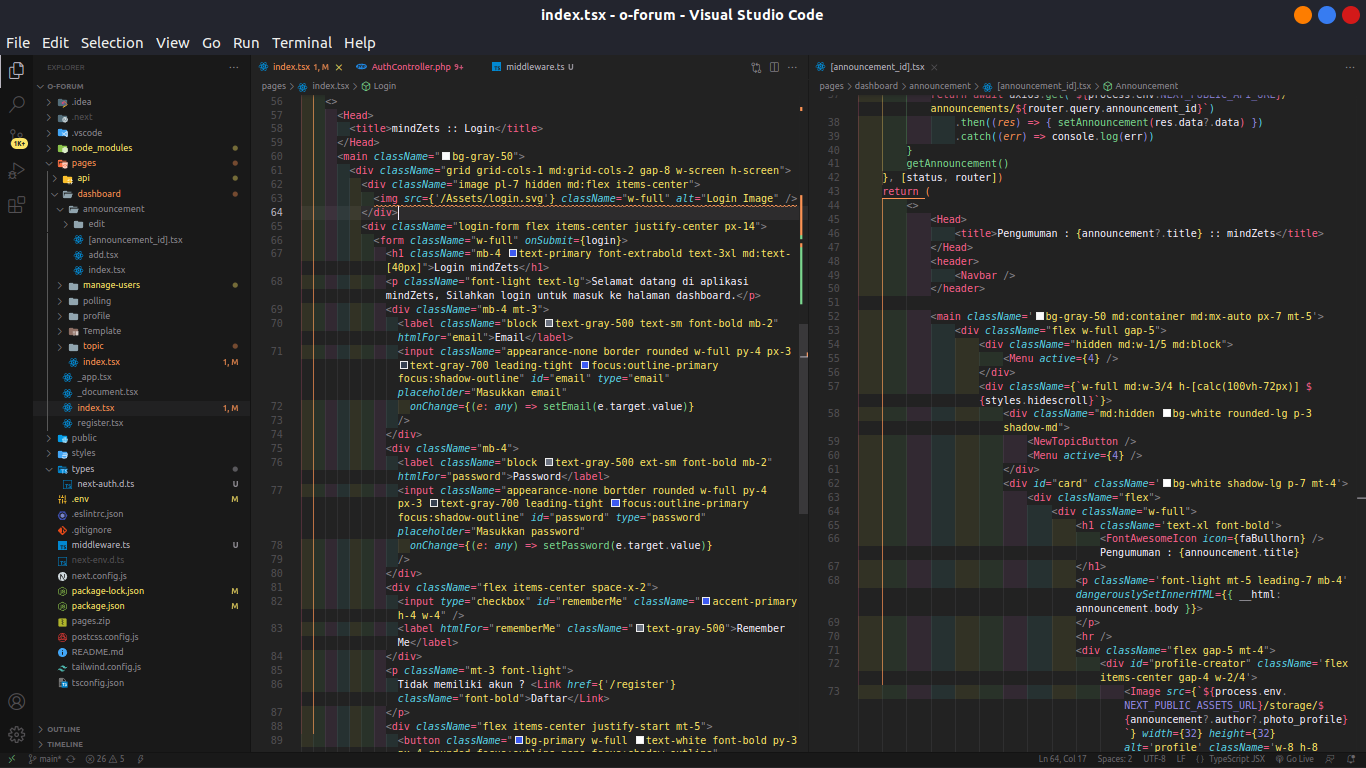 index.tsx - o-forum - Visual Studio Code
File Edit Selection View Go Run Terminal Help
EXPLORER
O-FORUM
.idea
.next
.vscode
node_modules
pages
api
dashboard
announcement
edit
[announcement_id].tsx
add.tsx
index.tsx
manage-users
polling
profile
Template
topic
index.tsx 1, M
_app.tsx
_document.tsx
index.tsx 1, M
register.tsx
public
styles
types
next-auth.d.ts U
.env M
.eslintrc.json
.gitignore
middleware.ts U
next-env.d.ts
next.config.js
package-lock.json M
package.json M
pages.zip
postcss.config.js
README.md
tailwind.config.js
tsconfig.json
OUTLINE
TIMELINE
1K+
index.tsx 1, M AuthController.php 9+ middleware.ts U
pages > index.tsx > Login
56 <>
57 <Head>
58 <title>mindZets :: Login</title>
59 </Head>
60 <main className="bg-gray-50">
61 <div className="grid grid-cols-1 md:grid-cols-2 gap-8 w-screen h-screen">
62 <div className="image pl-7 hidden md:flex items-center">
63 <img src={'/Assets/login.svg'} className="w-full" alt="Login Image" />
64 </div>
65 <div className="login-form flex items-center justify-center px-14">
66 <form className="w-full" onSubmit={login}>
67 <h1 className="mb-4 text-primary font-extrabold text-3xl md:text-
[40px]">Login mindZets</h1>
68 <p className="font-light text-lg">Selamat datang di aplikasi
mindZets, Silahkan login untuk masuk ke halaman dashboard.</p>
69 <div className="mb-4 mt-3">
70 <label className="block text-gray-500 text-sm font-bold mb-2"
htmlFor="email">Email</label>
71 <input className="appearance-none border rounded w-full py-4 px-3
text-gray-700 leading-tight focus:outline-primary
focus:shadow-outline" id="email" type="email"
placeholder="Masukkan email"
72 onChange={(e: any) => setEmail(e.target.value)}
73 />
74 </div>
75 <div className="mb-4">
76 <label className="block text-gray-500 ext-sm font-bold mb-2"
htmlFor="password">Password</label>
77 <input className="appearance-none bortder rounded w-full py-4
px-3 text-gray-700 leading-tight focus:outline-primary
focus:shadow-outline" id="password" type="password"
placeholder="Masukkan password"
78 onChange={(e: any) => setPassword(e.target.value)}
79 />
80 </div>
81 <div className="flex items-center space-x-2">
82 <input type="checkbox" id="rememberMe" className="accent-primary
h-4 w-4" />
83 <label htmlFor="rememberMe" className="text-gray-500">Remember
Me</label>
84 </div>
85 <p className="mt-3 font-light">
86 Tidak memiliki akun ? <Link href={'/register'}
className="font-bold">Daftar</Link>
87 </p>
88 <div className="flex items-center justify-start mt-5">
89 <button className="bg-primary w-full text-white font-bold py-3
[announcement_id].tsx
pages > dashboard > announcement > [announcement_id].tsx > Announcement
announcements/${router.query.announcement_id}`)
38 .then((res) => { setAnnouncement(res.data?.data) })
39 .catch((err) => console.log(err))
40 }
41 getAnnouncement()
42 }, [status, router])
43 return (
44 <>
45 <Head>
46 <title>Pengumuman : {announcement?.title} :: mindZets</title>
47 </Head>
48 <header>
49 <Navbar />
50 </header>
51
52 <main className='bg-gray-50 md:container md:mx-auto px-7 mt-5'>
53 <div className="flex w-full gap-5">
54 <div className="hidden md:w-1/5 md:block">
55 <Menu active={4} />
56 </div>
57 <div className={`w-full md:w-3/4 h-[calc(100vh-72px)] $
{styles.hidescroll}`}>
58 <div className="md:hidden bg-white rounded-lg p-3
shadow-md">
59 <NewTopicButton />
60 <Menu active={4} />
61 </div>
62 <div id="card" className='bg-white shadow-lg p-7 mt-4'>
63 <div className="flex">
64 <div className="w-full">
65 <h1 className='text-xl font-bold'>
66 <FontAwesomeIcon icon={faBullhorn} />
Pengumuman : {announcement.title}
67 </h1>
68 <p className='font-light mt-5 leading-7 mb-4'
dangerouslySetInnerHTML={{ __html:
announcement.body }}>
69 </p>
70 <hr />
71 <div className="flex gap-5 mt-4">
72 <div id="profile-creator" className='flex
items-center gap-4 w-2/4'>
73 <Image src={`${process.env.
NEXT_PUBLIC_ASSETS_URL}/storage/$
{announcement?.author?.photo_profile}
`} width={32} height={32}
alt='profile' className='w-8 h-8
main* 26 5 Ln 64, Col 17 Spaces: 2 UTF-8 LF {} TypeScript JSX Go Live